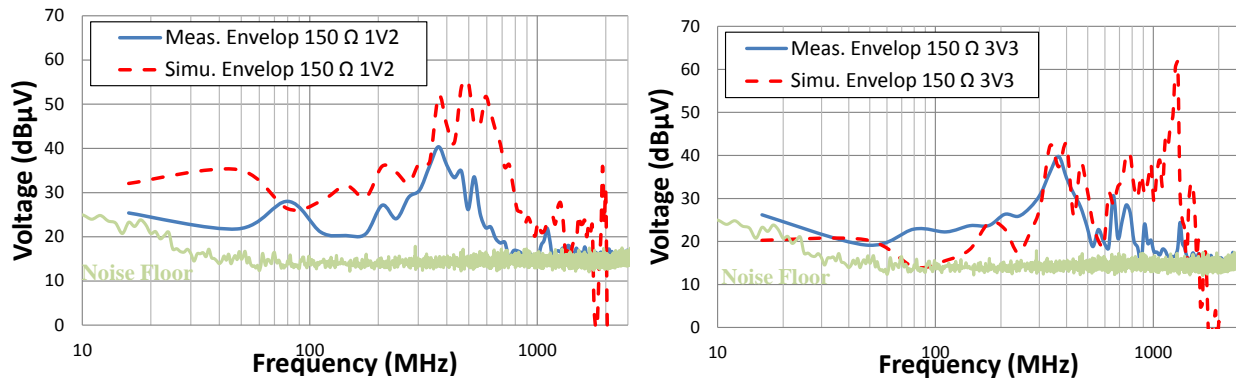 70
60
50
40
30
20
10
0
Voltage (dBµV)
Meas. Envelop 150 Ω 1V2
Simu. Envelop 150 Ω 1V2
Noise Floor
10
100
1000
Frequency (MHz)
70
60
50
40
30
20
10
0
Voltage (dBµV)
Meas. Envelop 150 Ω 3V3
Simu. Envelop 150 Ω 3V3
Noise Floor
10
100
1000
Frequency (MHz)